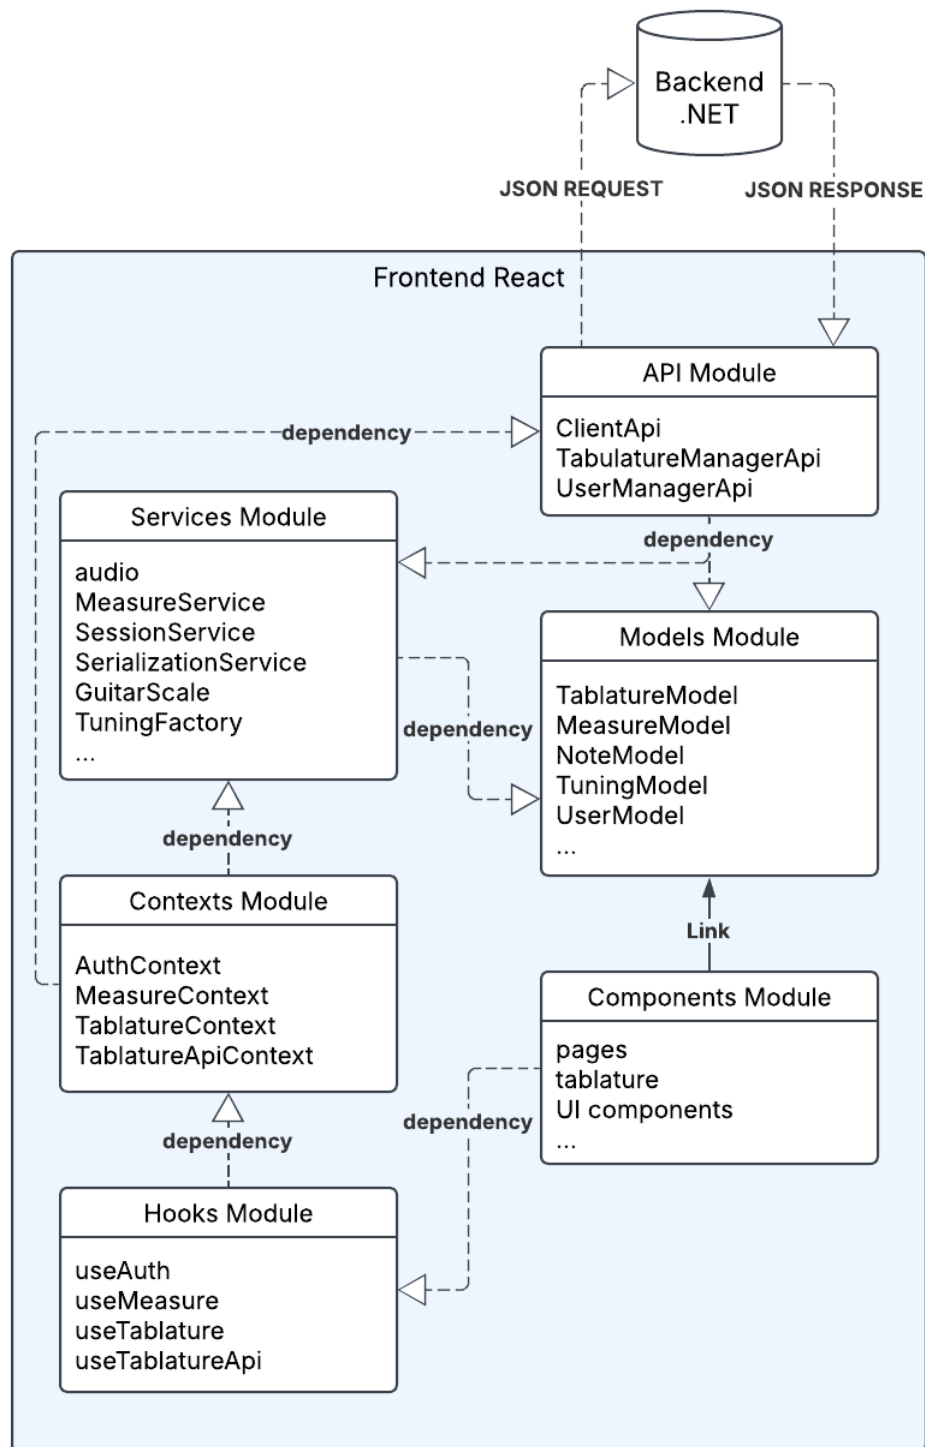 Backend
.NET
JSON REQUEST
JSON RESPONSE
Frontend React
API Module
ClientApi
TabulatureManagerApi
UserManagerApi
dependency
dependency
Services Module
audio
MeasureService
SessionService
SerializationService
GuitarScale
TuningFactory
...
Models Module
TablatureModel
MeasureModel
NoteModel
TuningModel
UserModel
...
dependency
dependency
Contexts Module
AuthContext
MeasureContext
TablatureContext
TablatureApiContext
Link
Components Module
pages
tablature
UI components
...
dependency
dependency
Hooks Module
useAuth
useMeasure
useTablature
useTablatureApi